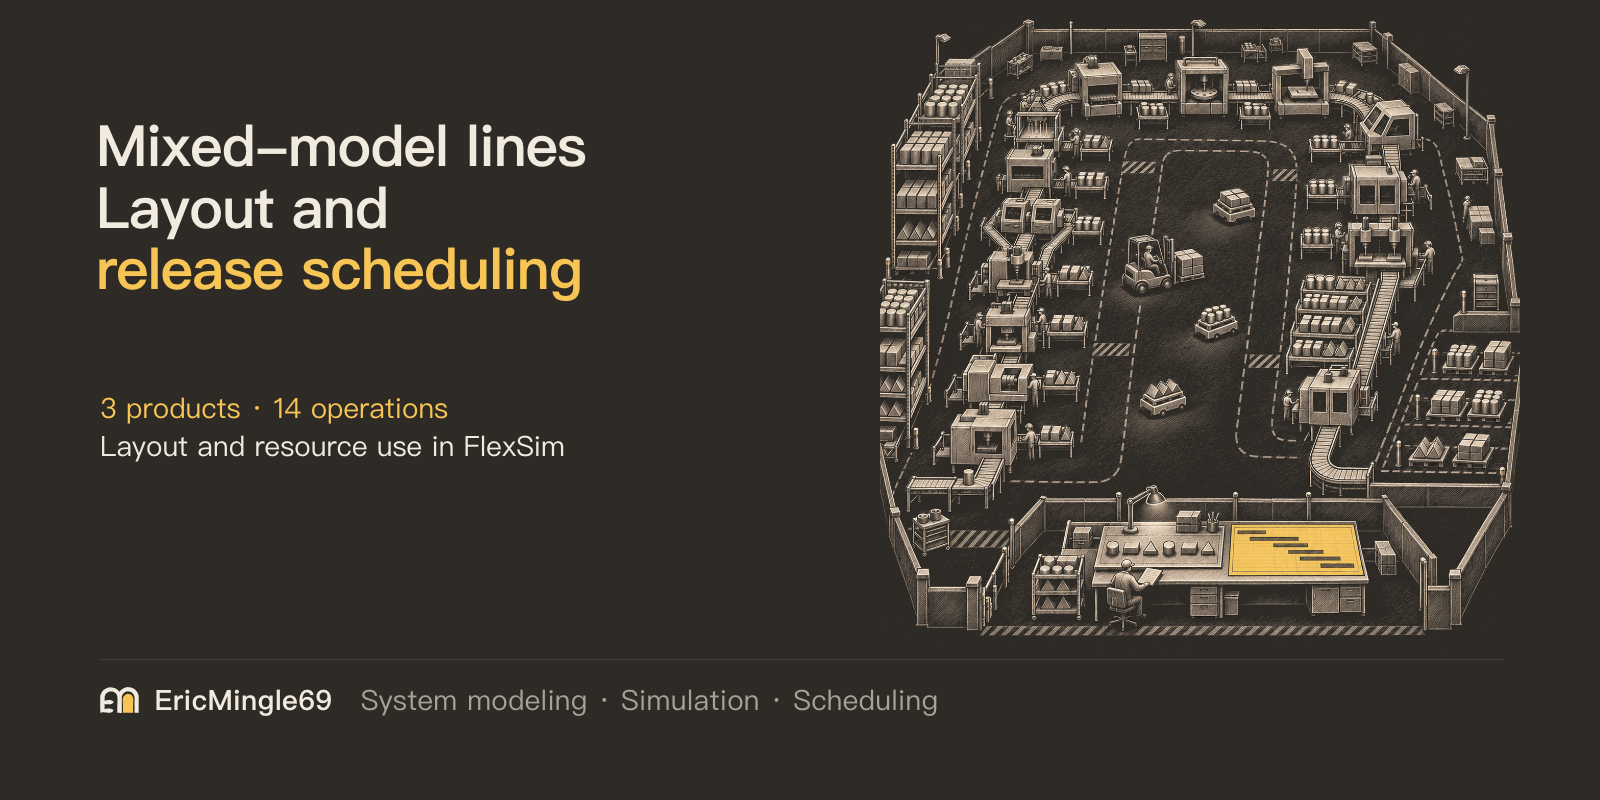 Mixed–model lines
Layout and
release scheduling
3 products · 14 operations
Layout and resource use in FlexSim
EricMingle69 System modeling · Simulation · Scheduling